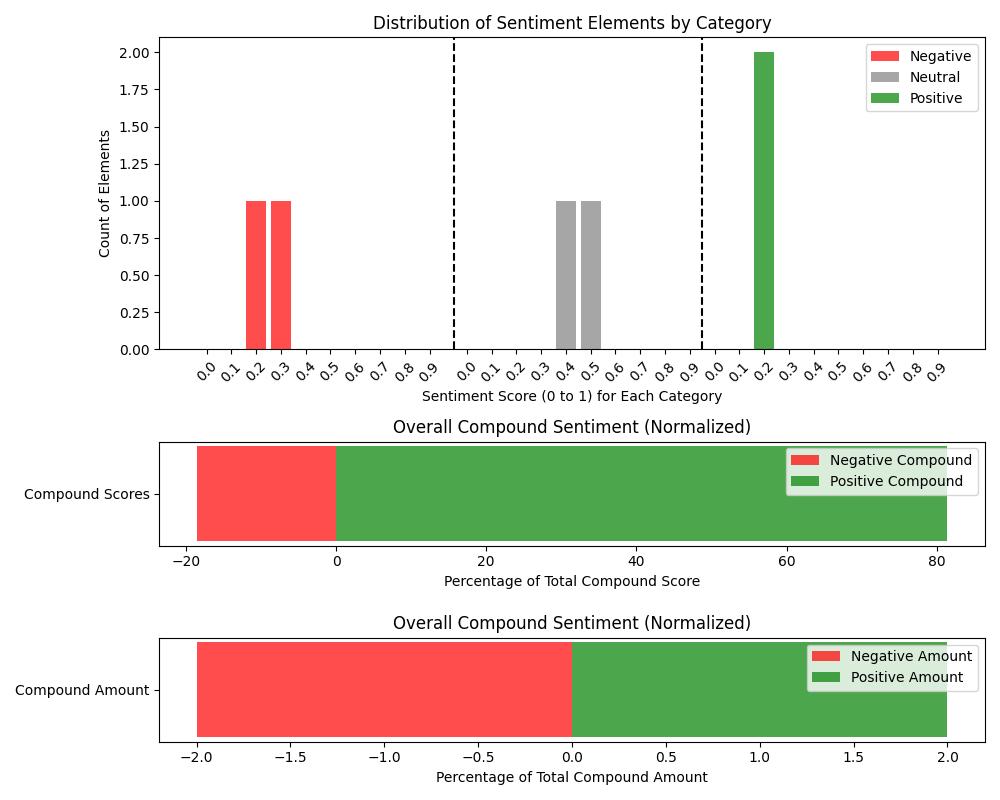 Distribution of Sentiment Elements by Category
Count of Elements
2.00
1.75
1.50
1.25
1.00
0.75
0.50
0.25
0.00
Negative
Neutral
Positive
0.0 0.1 0.2 0.3 0.4 0.5 0.6 0.7 0.8 0.9 0.0 0.1 0.2 0.3 0.4 0.5 0.6 0.7 0.8 0.9 0.0 0.1 0.2 0.3 0.4 0.5 0.6 0.7 0.8 0.9
Sentiment Score (0 to 1) for Each Category
Overall Compound Sentiment (Normalized)
Compound Scores
Negative Compound
Positive Compound
−20 0 20 40 60 80
Percentage of Total Compound Score
Overall Compound Sentiment (Normalized)
Compound Amount
Negative Amount
Positive Amount
−2.0 −1.5 −1.0 −0.5 0.0 0.5 1.0 1.5 2.0
Percentage of Total Compound Amount